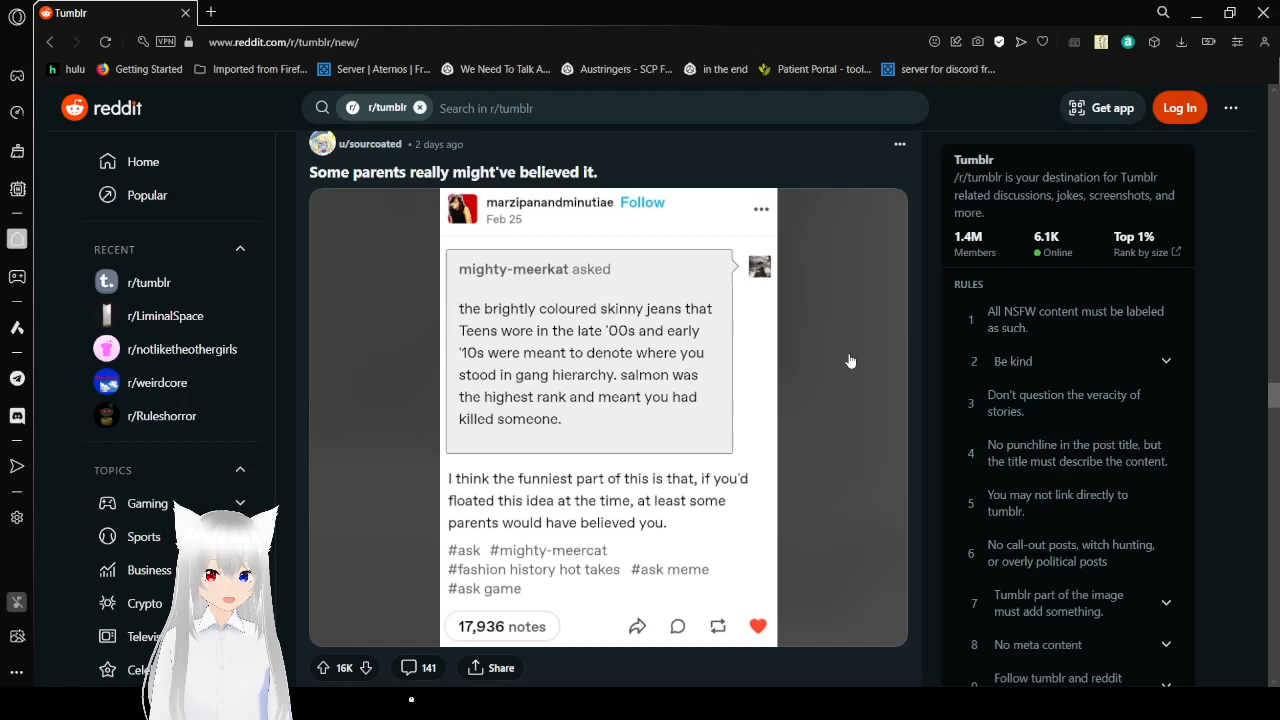 Tumblr
VPN
www.reddit.com/r/tumblr/new/
hulu
Getting Started
Imported from Firef...
Server | Aternos | Fr...
We Need To Talk A...
Austringers - SCP F...
in the end
Patient Portal - tool...
server for discord fr...
reddit
r/tumblr
Search in r/tumblr
Get app
Log In
Home
Popular
RECENT
r/tumblr
r/LiminalSpace
r/notliketheothergirls
r/weirdcore
r/Ruleshorror
TOPICS
Gaming
Sports
Business
Crypto
Televi
Cele
u/sourcoated • 2 days ago
Some parents really might've believed it.
marzipanandminutiae Follow
Feb 25
mighty-meerkat asked
the brightly coloured skinny jeans that
Teens wore in the late '00s and early
'10s were meant to denote where you
stood in gang hierarchy. salmon was
the highest rank and meant you had
killed someone.
I think the funniest part of this is that, if you'd
floated this idea at the time, at least some
parents would have believed you.
#ask #mighty-meercat
#fashion history hot takes #ask meme
#ask game
17,936 notes
16K
141
Share
Tumblr
/r/tumblr is your destination for Tumblr
related discussions, jokes, screenshots, and
more.
1.4M 6.1K Top 1%
Members Online Rank by size
RULES
1 All NSFW content must be labeled
as such.
2 Be kind
3 Don't question the veracity of
stories.
4 No punchline in the post title, but
the title must describe the content.
5 You may not link directly to
tumblr.
6 No call-out posts, witch hunting,
or overly political posts
7 Tumblr part of the image
must add something.
8 No meta content
Follow tumblr and reddit